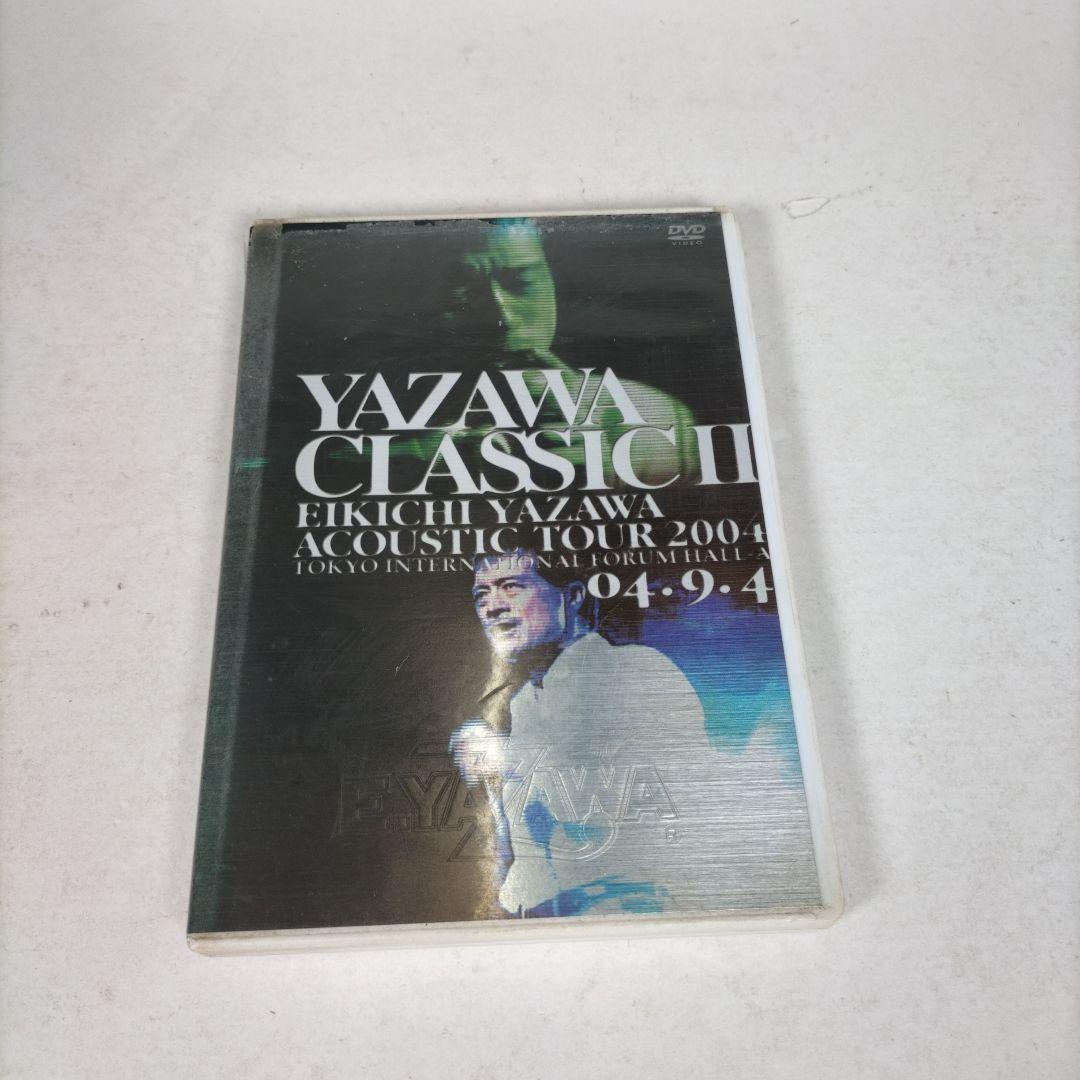 DVD
VIDEO
YAZAWA
CLASSIC II
EIKICHI YAZAWA
ACOUSTIC TOUR 2004
TOKYO INTERNATIONAL FORUM HALL-A
04.9.4
E.YAZAWA